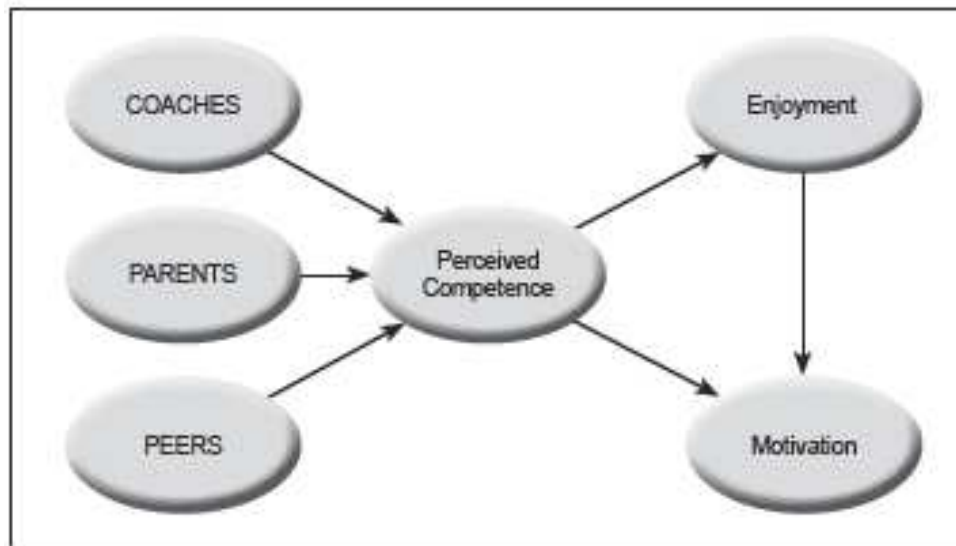 COACHES
PARENTS
PEERS
Perceived
Competence
Enjoyment
Motivation